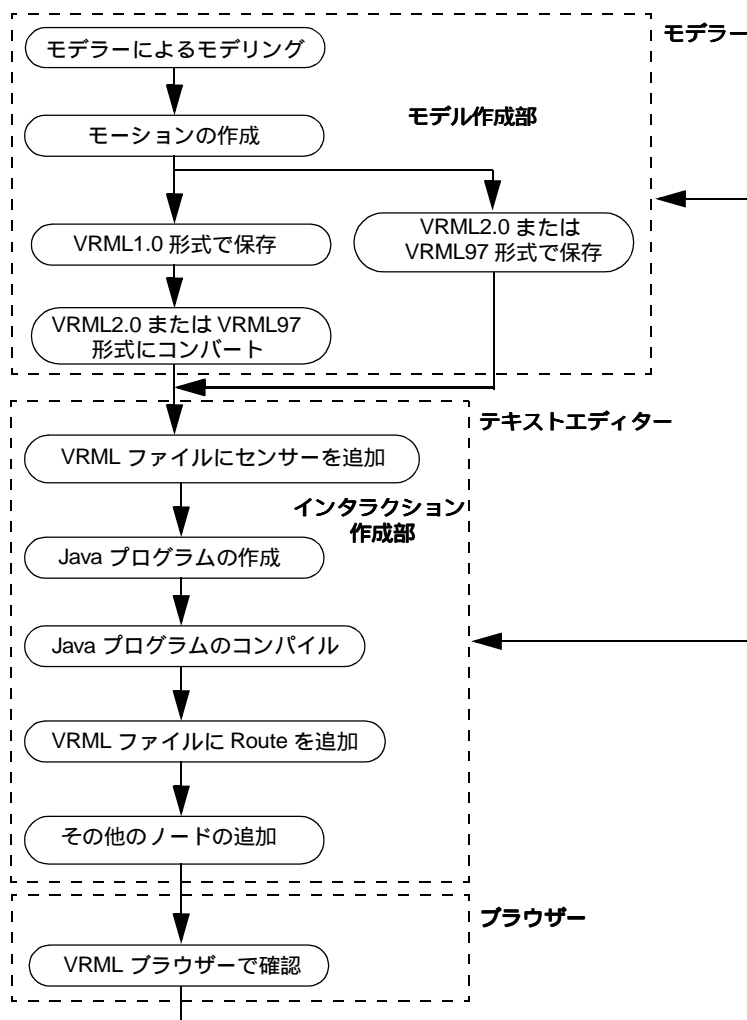 モデラー
モデラーによるモデリング
モデル作成部
モーションの作成
VRML1.0 形式で保存
VRML2.0 または
VRML97 形式で保存
VRML2.0 または VRML97
形式にコンバート
テキストエディター
VRML ファイルにセンサーを追加
インタラクション
作成部
Java プログラムの作成
Java プログラムのコンパイル
VRML ファイルに Route を追加
その他のノードの追加
ブラウザー
VRML ブラウザーで確認